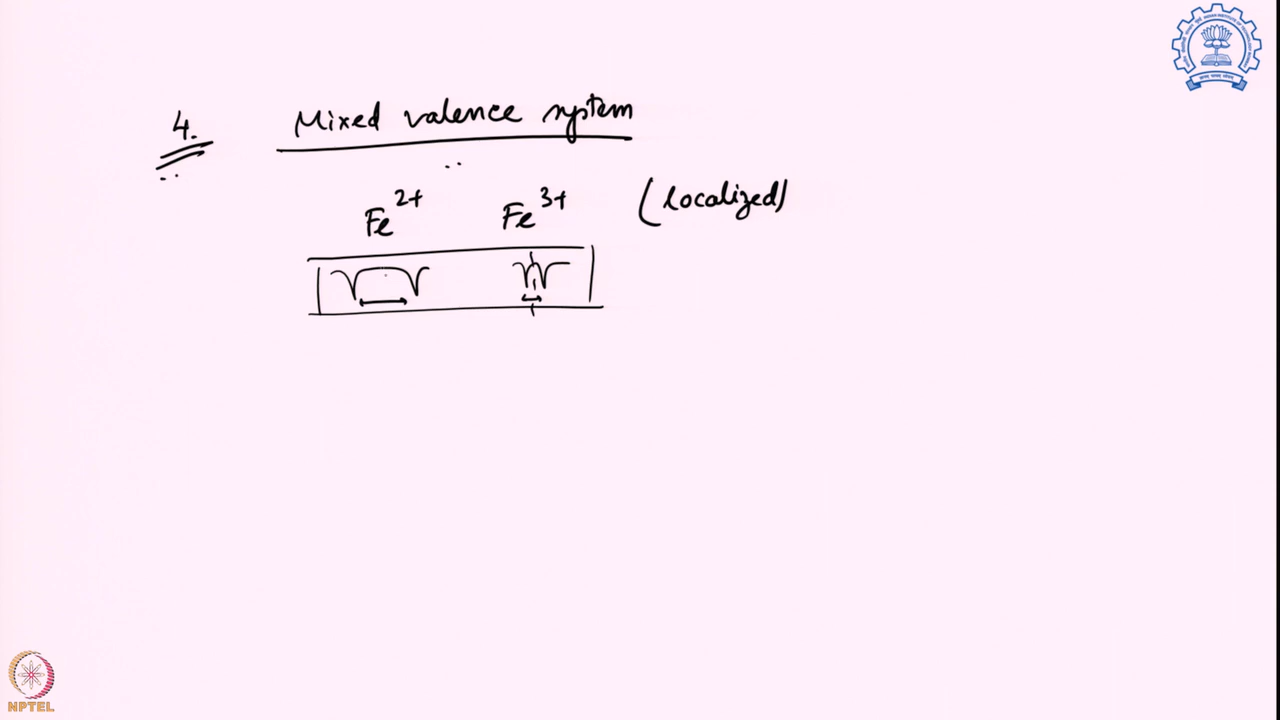 4. Mixed valence system
Fe²⁺ Fe³⁺ (localized)
NPTEL